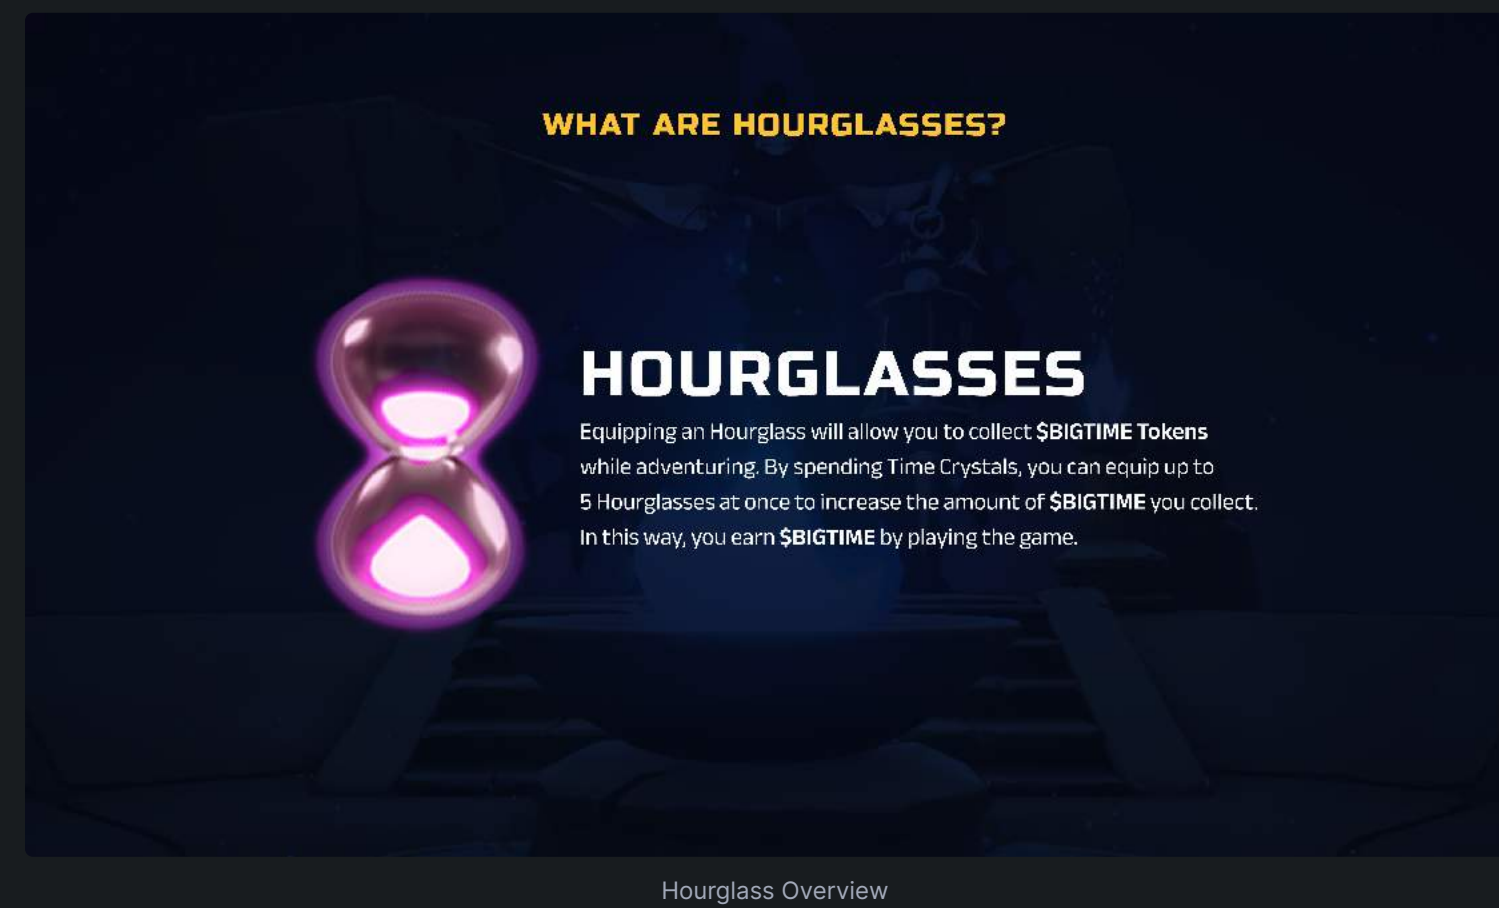 WHAT ARE HOURGLASSES?
HOURGLASSES
Equipping an Hourglass will allow you to collect $BIGTIME Tokens
while adventuring. By spending Time Crystals, you can equip up to
5 Hourglasses at once to increase the amount of $BIGTIME you collect.
In this way, you earn $BIGTIME by playing the game.
Hourglass Overview